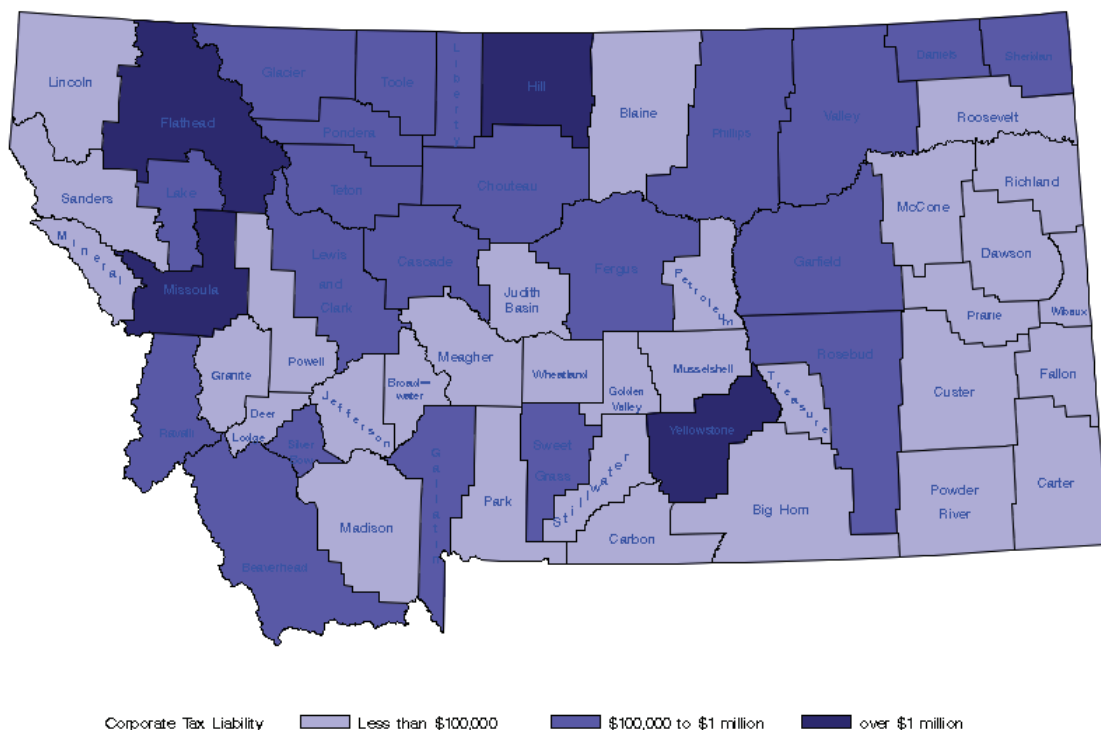 Lincoln
Flathead
Glacier
Toole
Liberty
Hill
Blaine
Phillips
Valley
Daniels
Sheridan
Roosevelt
Pondera
Sanders
Lake
Teton
Chouteau
Richland
McCone
Mineral
Missoula
Lewis
and
Clark
Cascade
Judith
Basin
Fergus
Petroleum
Garfield
Dawson
Prairie
Wibaux
Granite
Powell
Meagher
Broad-
water
Wheatland
Golden
Valley
Musselshell
Treasure
Rosebud
Custer
Fallon
Ravalli
Deer
Lodge
Silver
Bow
Jefferson
Gallatin
Sweet
Grass
Stillwater
Yellowstone
Park
Madison
Beaverhead
Carbon
Big Horn
Powder
River
Carter
Corporate Tax Liability Less than $100,000 $100,000 to $1 million over $1 million